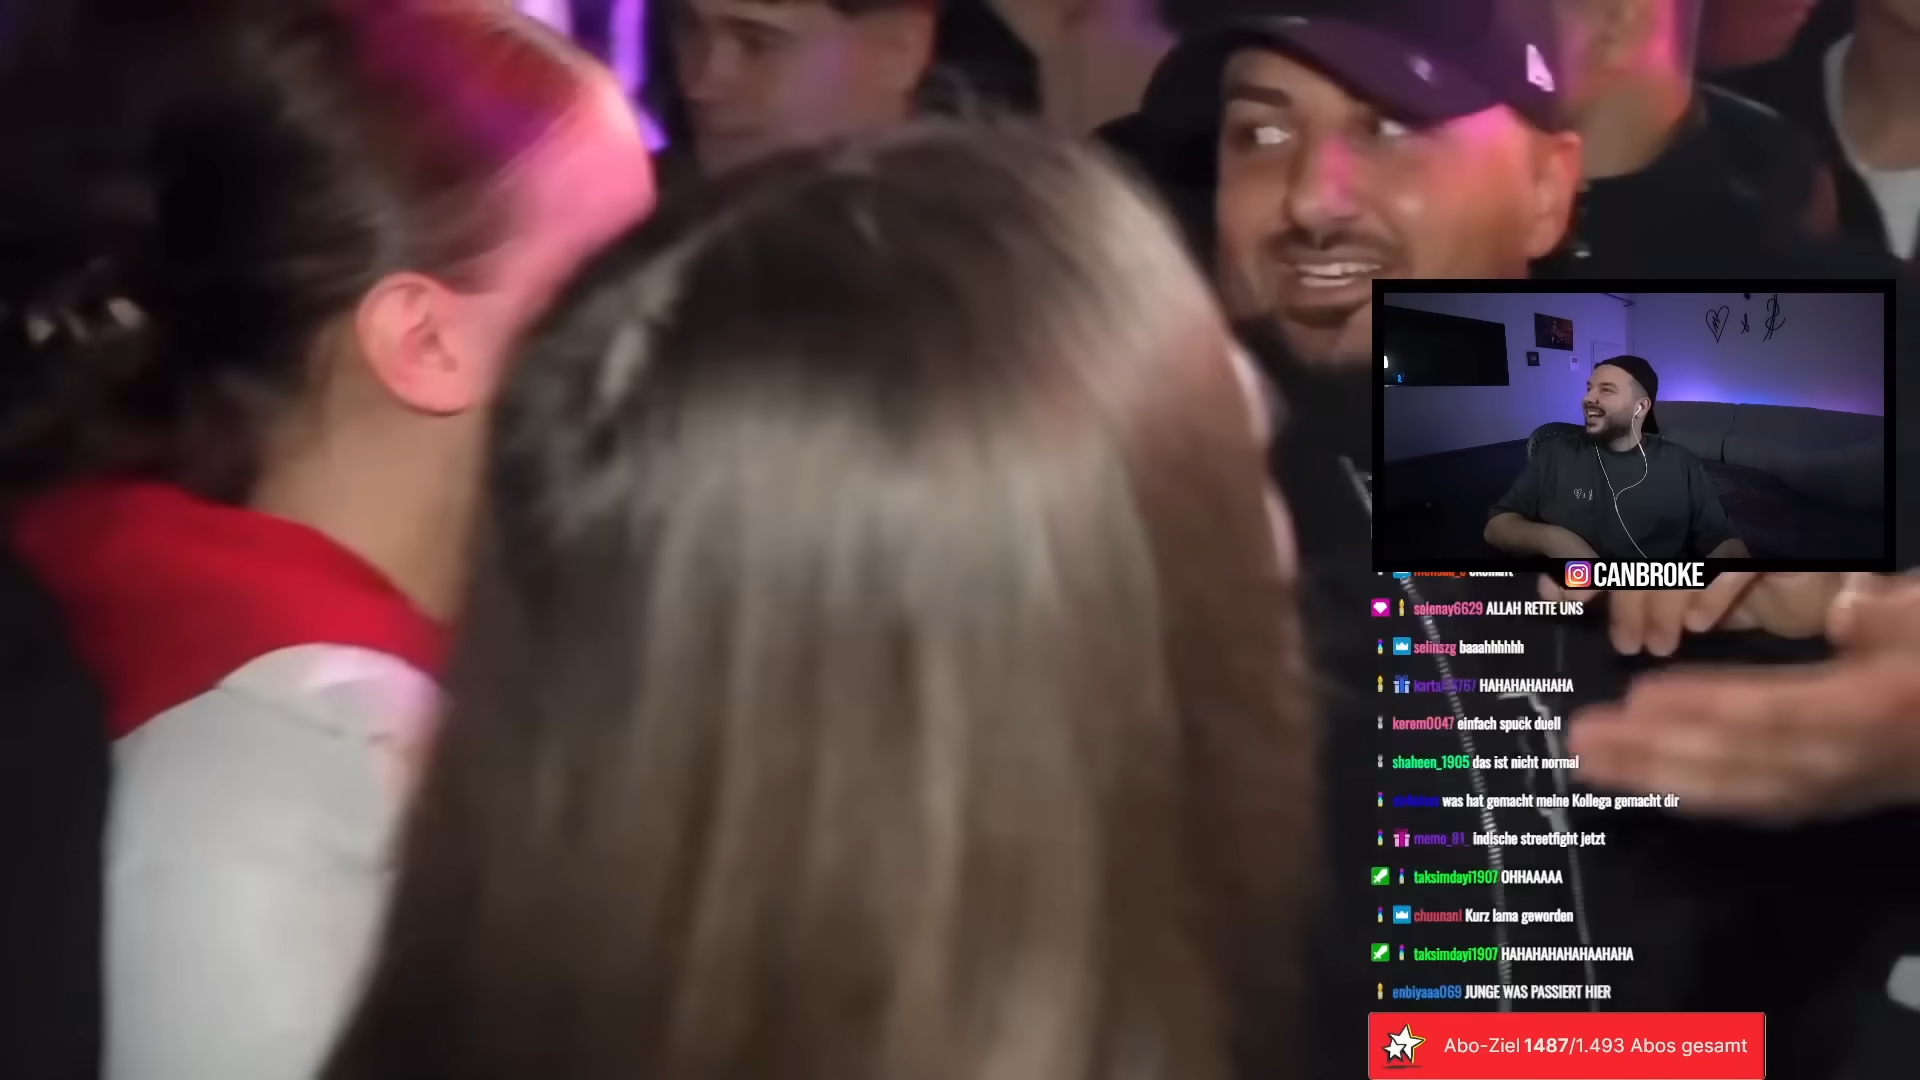 CANBROKE
selenay6629 ALLAH RETTE UNS
selinszg baaahhhhhh
HAHAHAHAHAHA
kerem0047 einfach spuck duell
shaheen_1905 das ist nicht normal
was hat gemacht meine Kollega gemacht dir
memo_81_ indische streetfight jetzt
taksimdayi1907 OHHAAAAA
chuunanl Kurz lama geworden
taksimdayi1907 HAHAHAHAHAHAAHAHA
enbiyaaa069 JUNGE WAS PASSIERT HIER
Abo-Ziel 1487/1.493 Abos gesamt